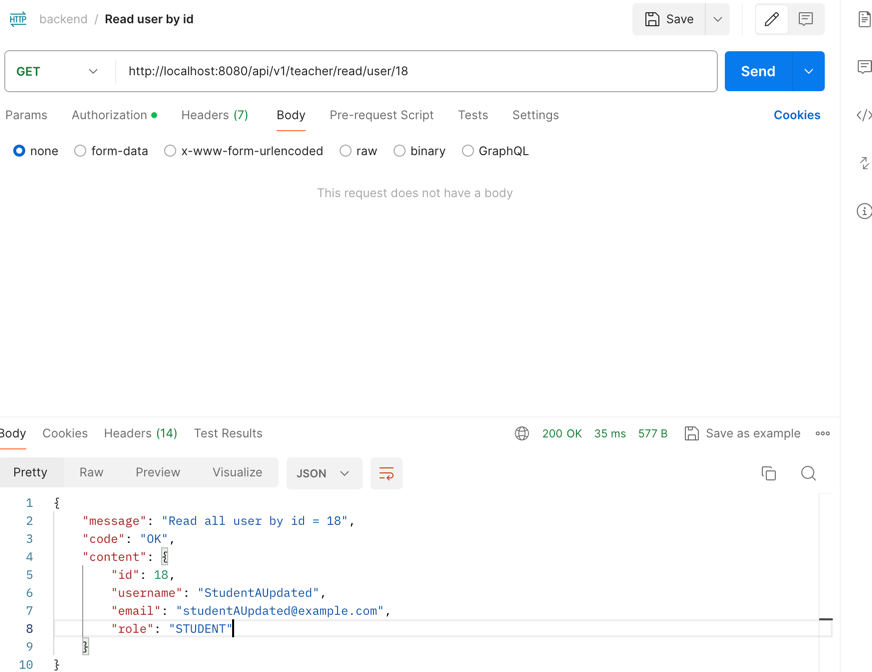 HTTP backend / Read user by id Save
GET http://localhost:8080/api/v1/teacher/read/user/18 Send
Params Authorization Headers (7) Body Pre-request Script Tests Settings Cookies
none form-data x-www-form-urlencoded raw binary GraphQL
This request does not have a body
Body Cookies Headers (14) Test Results 200 OK 35 ms 577 B Save as example
Pretty Raw Preview Visualize JSON
1 {
2 "message": "Read all user by id = 18",
3 "code": "OK",
4 "content": {
5 "id": 18,
6 "username": "StudentAUpdated",
7 "email": "studentAUpdated@example.com",
8 "role": "STUDENT"
9 }
10 }